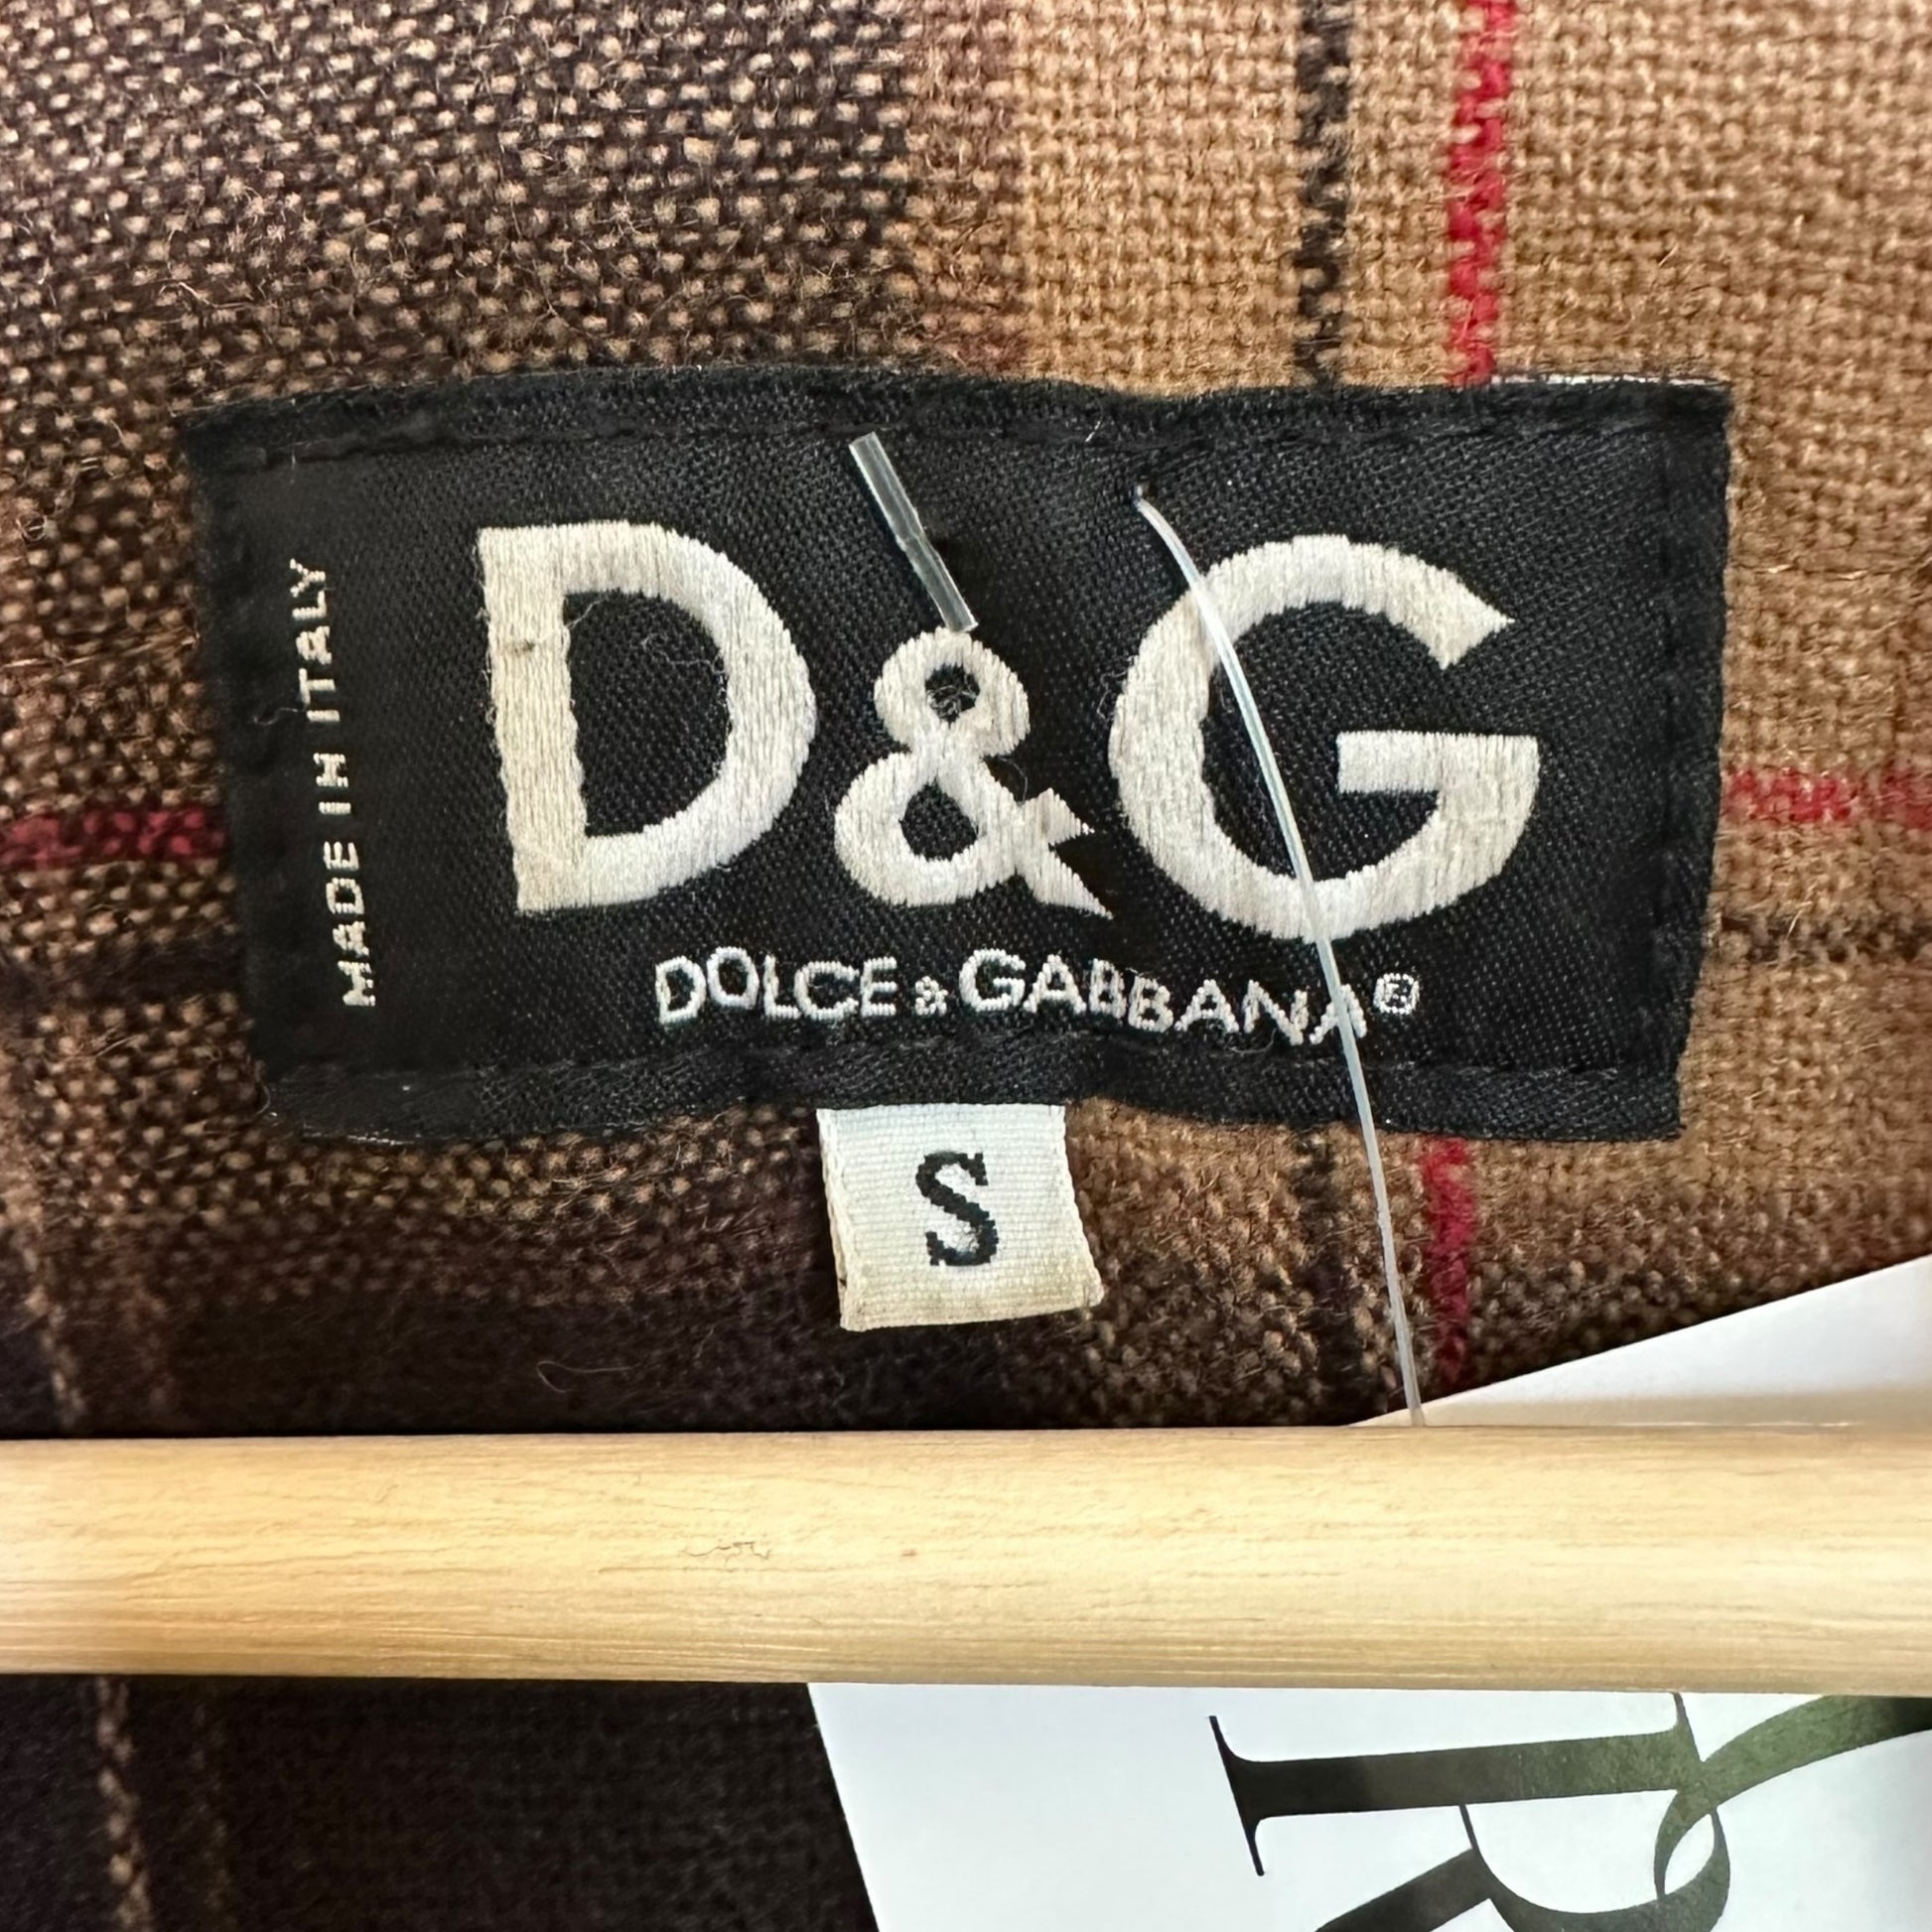 MADE IN ITALY
D&G
DOLCE & GABBANA®
S
R